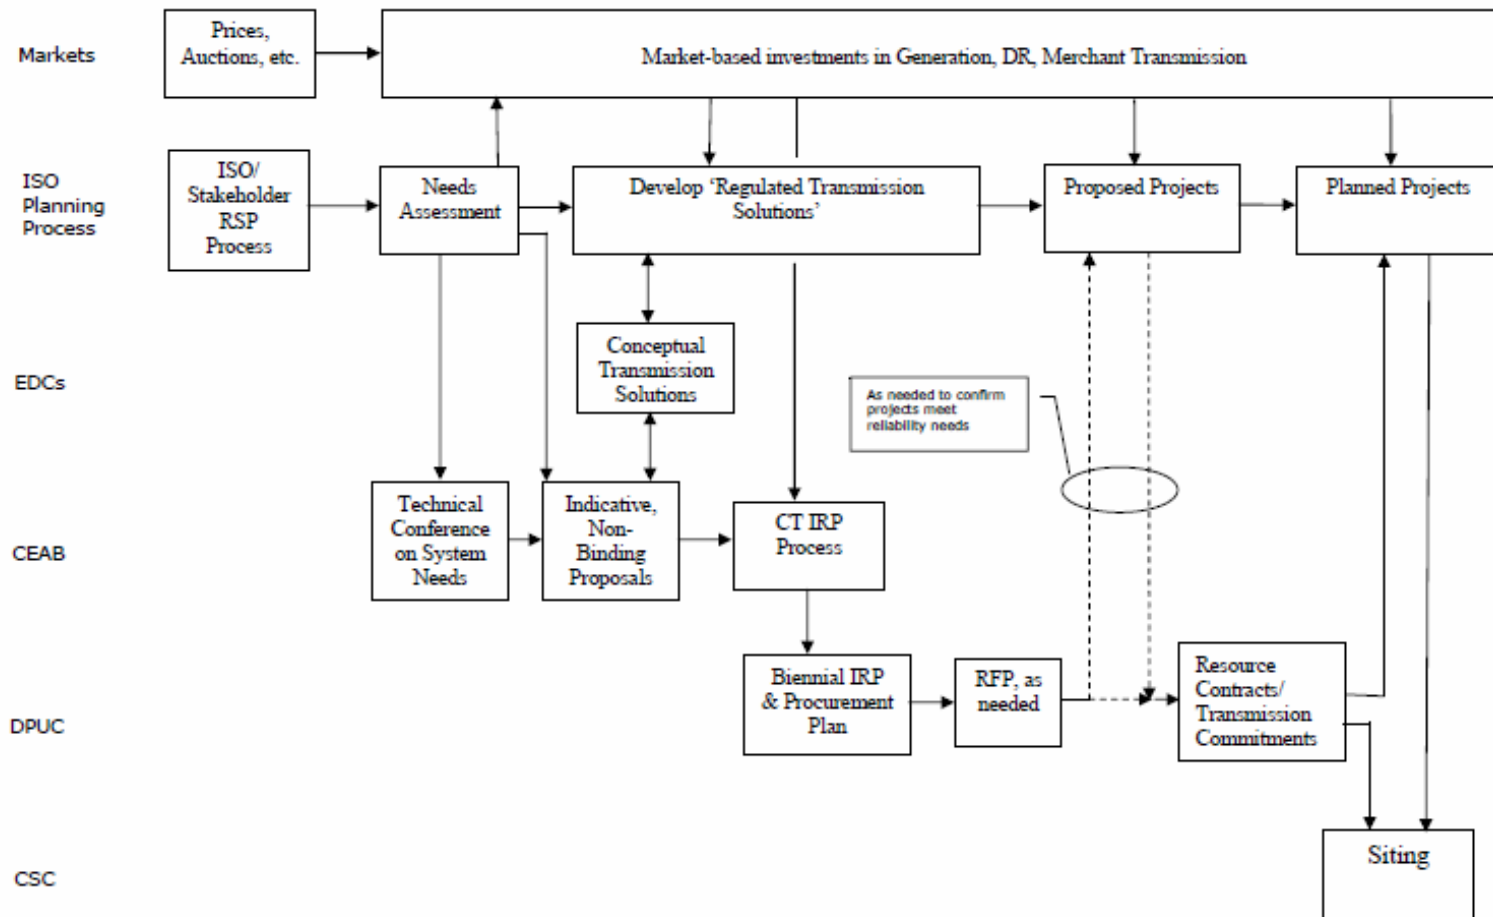 Markets
Prices,
Auctions, etc.
Market-based investments in Generation, DR, Merchant Transmission
ISO
Planning
Process
ISO/
Stakeholder
RSP
Process
Needs
Assessment
Develop ‘Regulated Transmission
Solutions’
Proposed Projects
Planned Projects
EDCs
Conceptual
Transmission
Solutions
As needed to confirm
projects meet
reliability needs
CEAB
Technical
Conference
on System
Needs
Indicative,
Non-
Binding
Proposals
CT IRP
Process
DPUC
Biennial IRP
& Procurement
Plan
RFP, as
needed
Resource
Contracts/
Transmission
Commitments
CSC
Siting